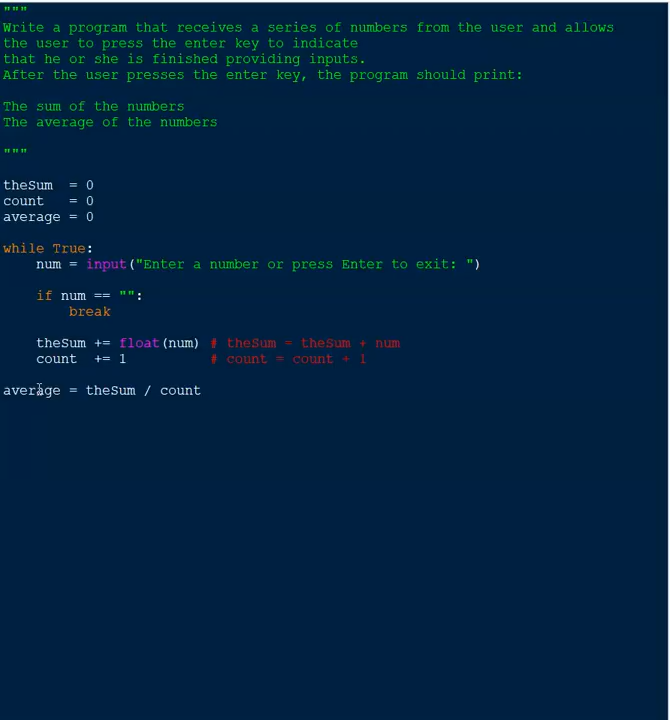 """
Write a program that receives a series of numbers from the user and allows
the user to press the enter key to indicate
that he or she is finished providing inputs.
After the user presses the enter key, the program should print:
The sum of the numbers
The average of the numbers
"""
theSum  = 0
count   = 0
average = 0
while True:
    num = input("Enter a number or press Enter to exit: ")
    if num == "":
        break
    theSum += float(num) # theSum = theSum + num
    count  += 1          # count = count + 1
average = theSum / count